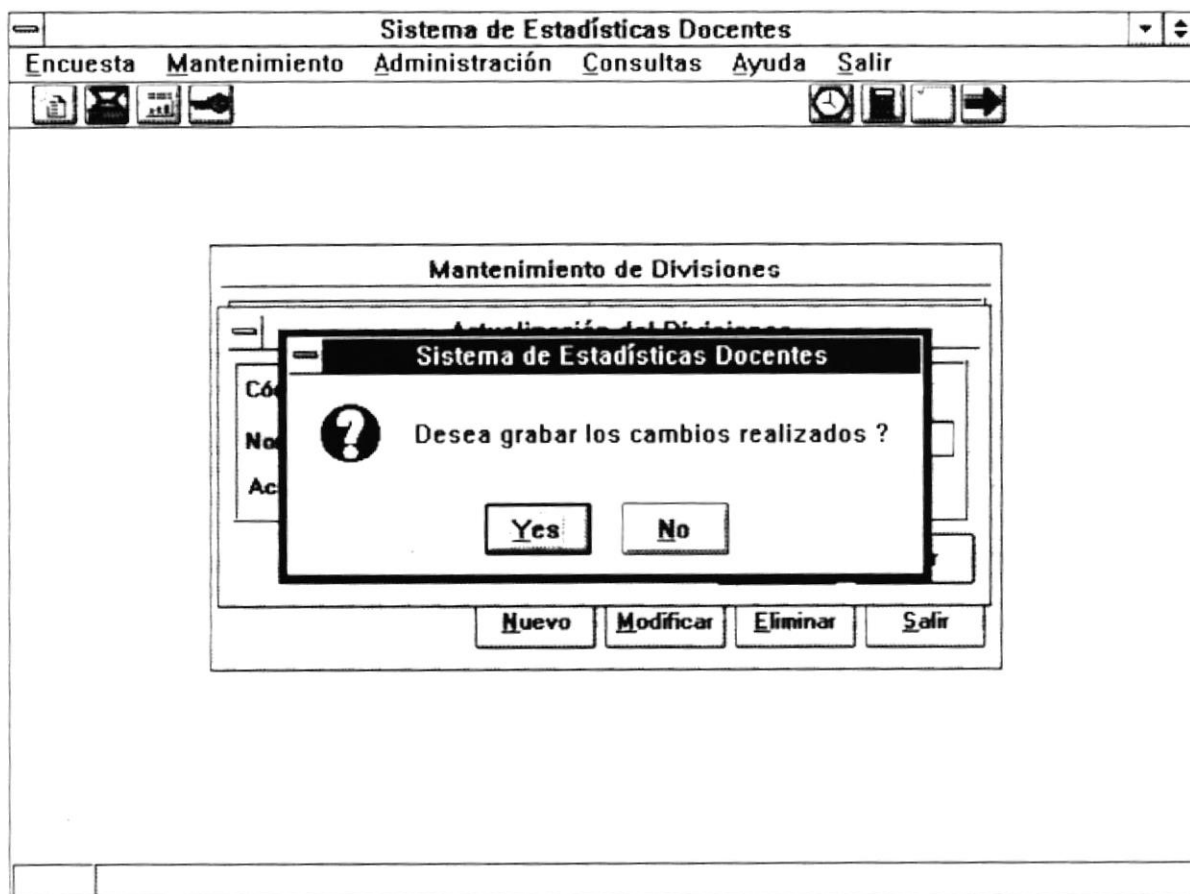 Sistema de Estadísticas Docentes
Encuesta Mantenimiento Administración Consultas Ayuda Salir
Mantenimiento de Divisiones
Sistema de Estadísticas Docentes
Desea grabar los cambios realizados ?
Yes No
Nuevo Modificar Eliminar Salir